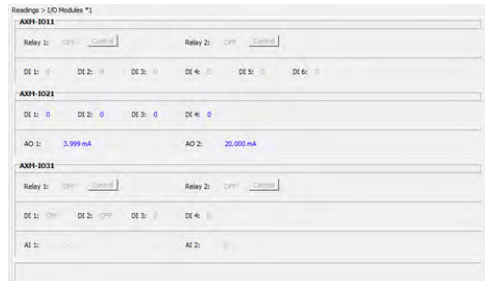 Readings > I/O Modules *1
AXM-IO11
Relay 1: OFF Control Relay 2: OFF Control
DI 1: 0 DI 2: 0 DI 3: 0 DI 4: 0 DI 5: 0 DI 6: 0
AXM-IO21
DI 1: 0 DI 2: 0 DI 3: 0 DI 4: 0
AO 1: 3.999 mA AO 2: 20.000 mA
AXM-IO31
Relay 1: OFF Control Relay 2: OFF Control
DI 1: OFF DI 2: OFF DI 3: 0 DI 4: 0
AI 1: 0 AI 2: 0